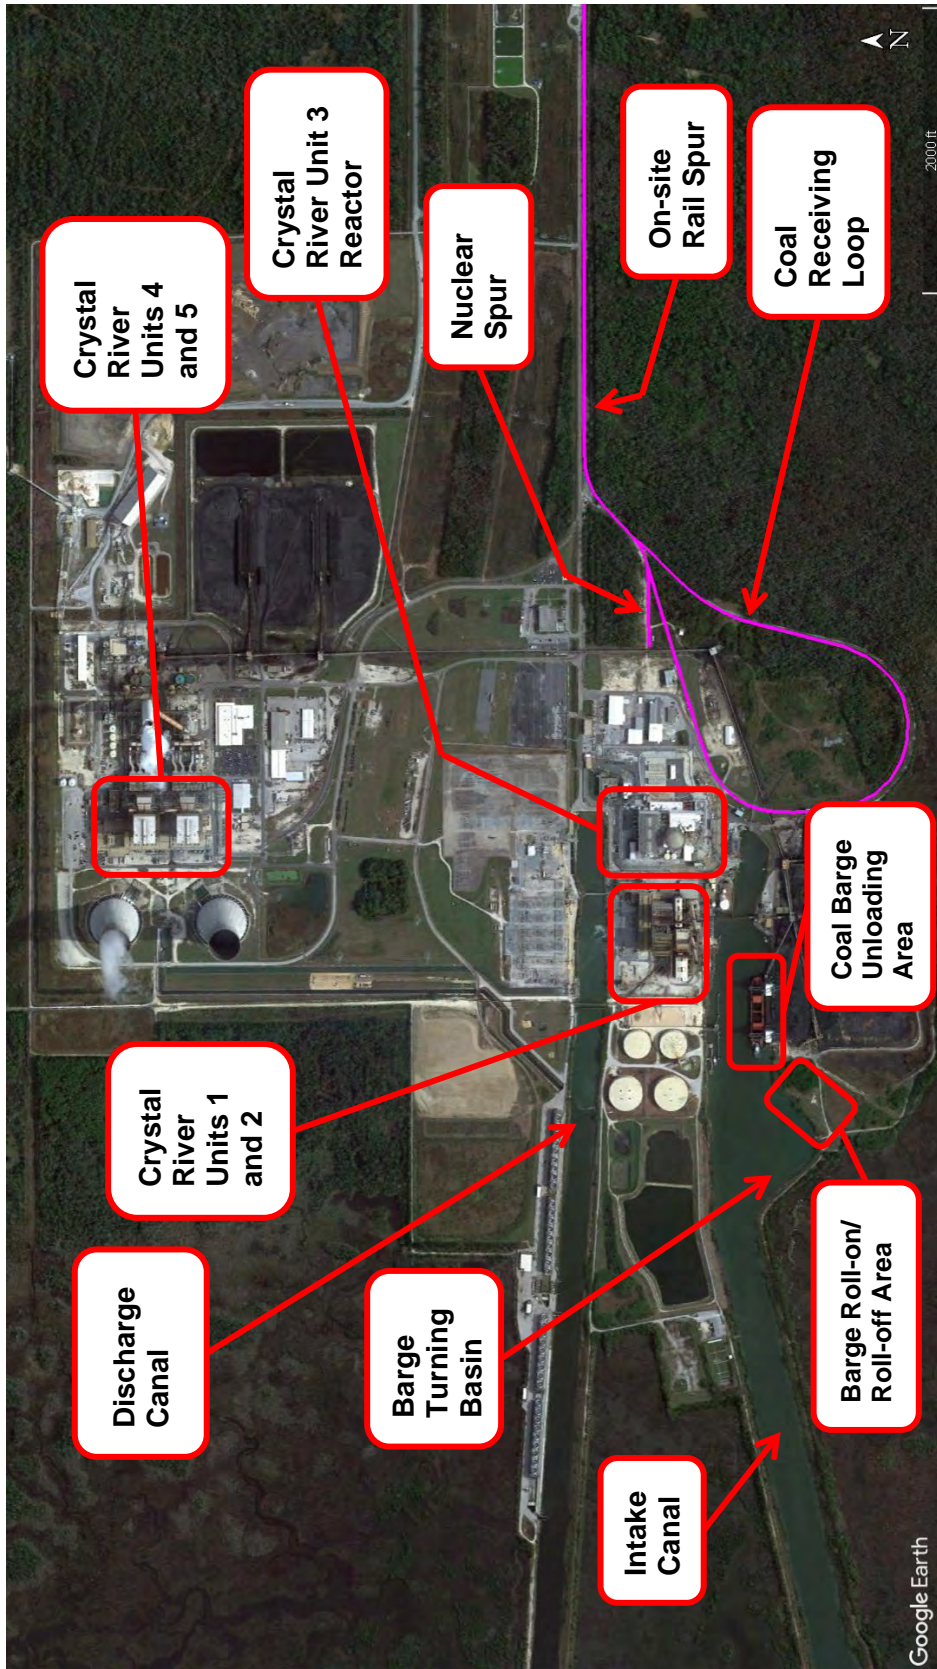 Crystal
River
Units 4
and 5
Crystal
River Unit 3
Reactor
Nuclear
Spur
On-site
Rail Spur
Coal
Receiving
Loop
Crystal
River
Units 1
and 2
Discharge
Canal
Barge
Turning
Basin
Intake
Canal
Barge Roll-on/
Roll-off Area
Coal Barge
Unloading
Area
Google Earth
N
2000 ft